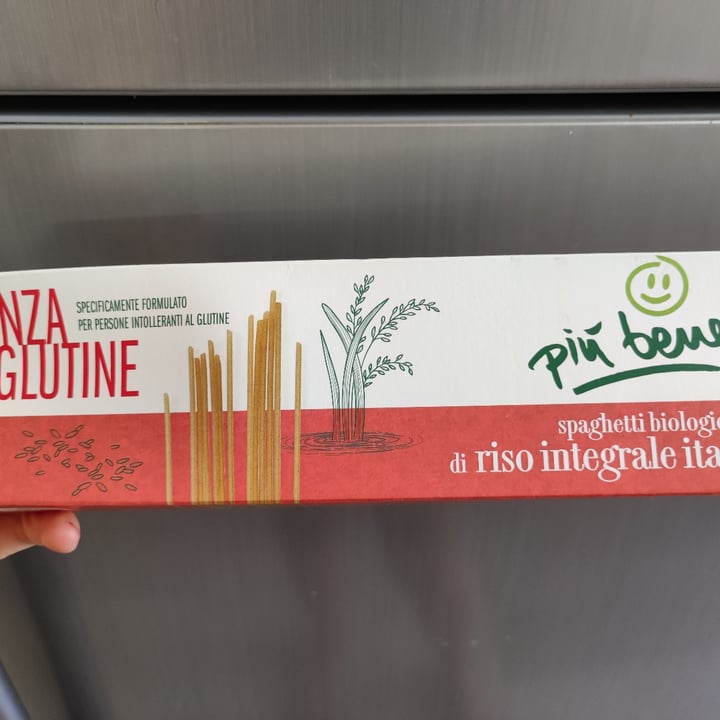 NZA
GLUTINE
SPECIFICAMENTE FORMULATO
PER PERSONE INTOLLERANTI AL GLUTINE
più bene
spaghetti biologic
di riso integrale ita